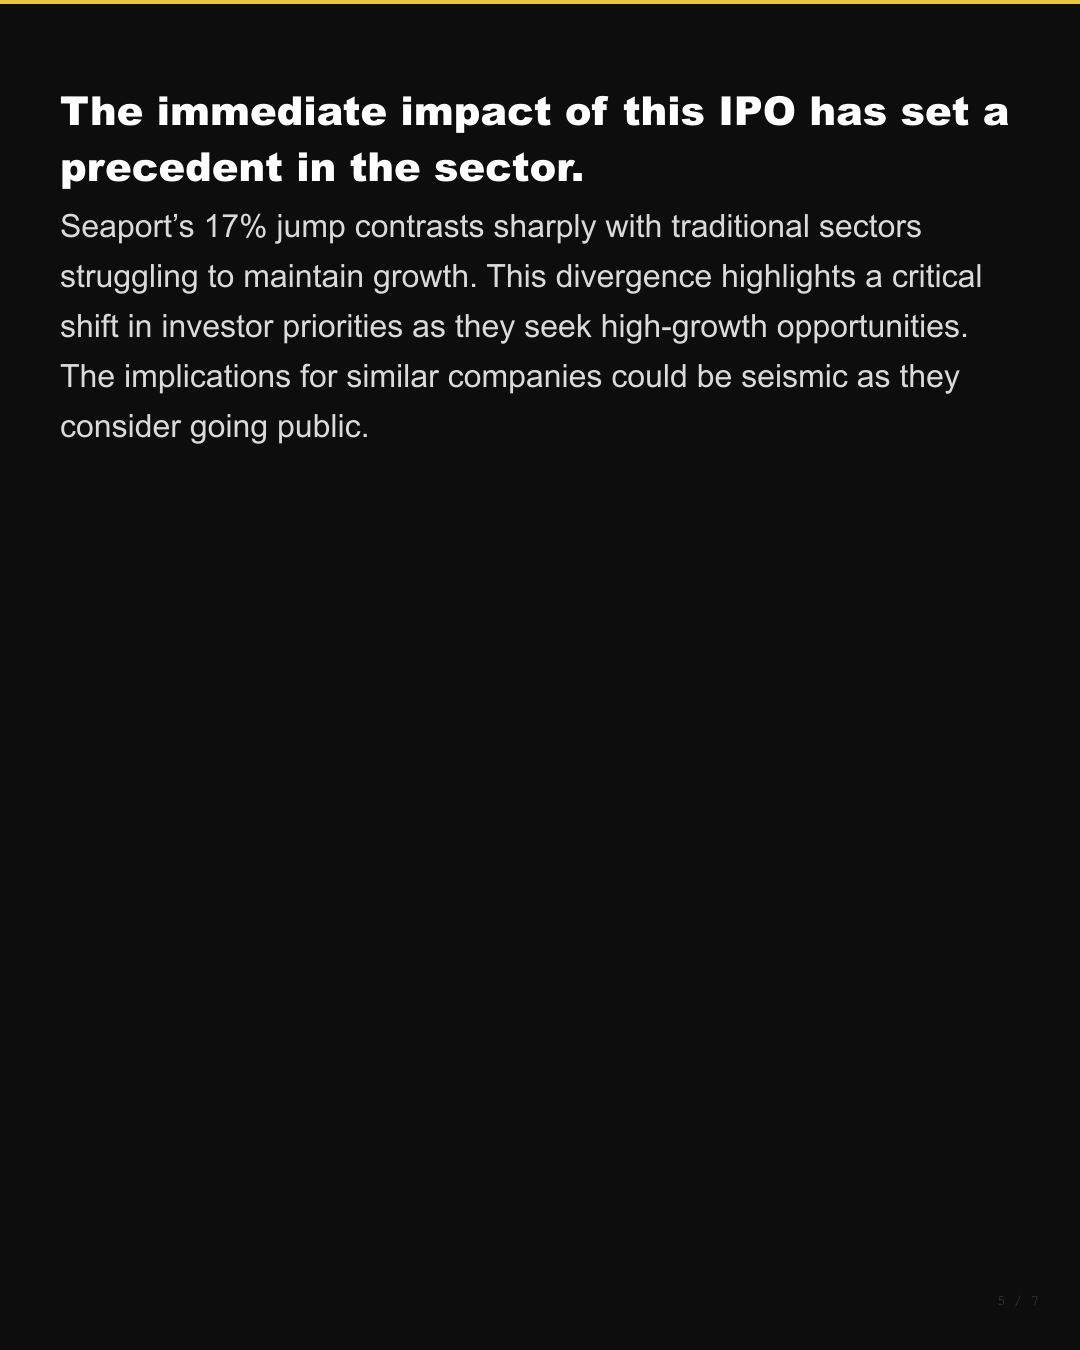 The immediate impact of this IPO has set a
precedent in the sector.
Seaport’s 17% jump contrasts sharply with traditional sectors
struggling to maintain growth. This divergence highlights a critical
shift in investor priorities as they seek high-growth opportunities.
The implications for similar companies could be seismic as they
consider going public.
5 / 7